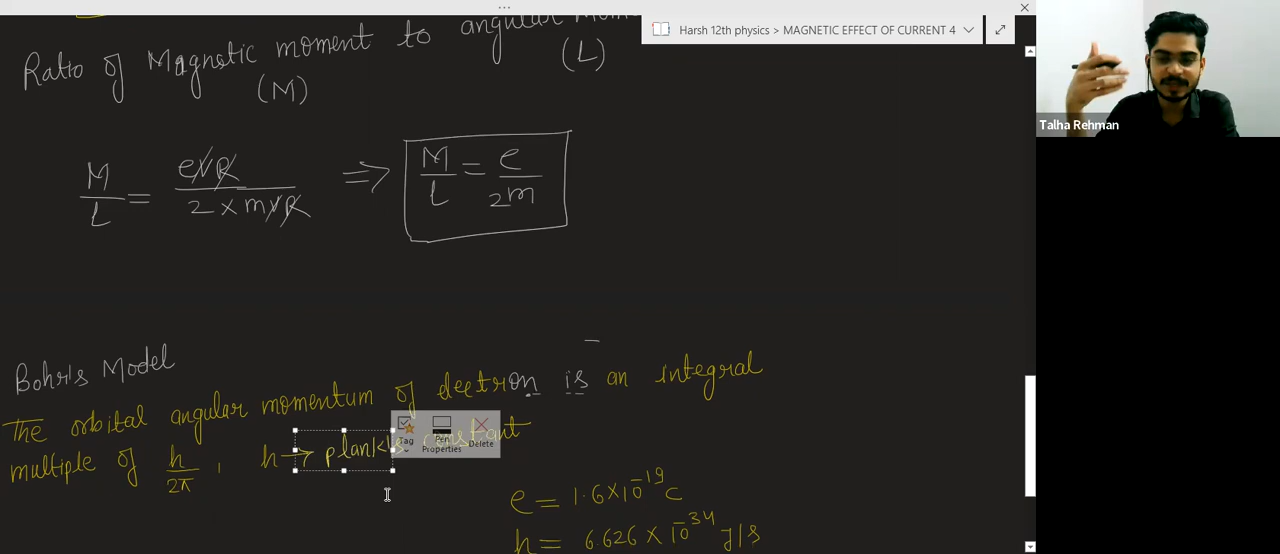 Harsh 12th physics > MAGNETIC EFFECT OF CURRENT 4
Ratio of Magnetic moment to angular
(M) (L)
M/L = evR/2 × mvR ⇒ M/L = e/2m
Talha Rehman
Bohr's Model
The orbital angular momentum of electron is an integral
multiple of h/2π , h → plank's constant
Tag
Pen Properties
Delete
e = 1.6×10^-19 C
h = 6.626 × 10^-34 J/s